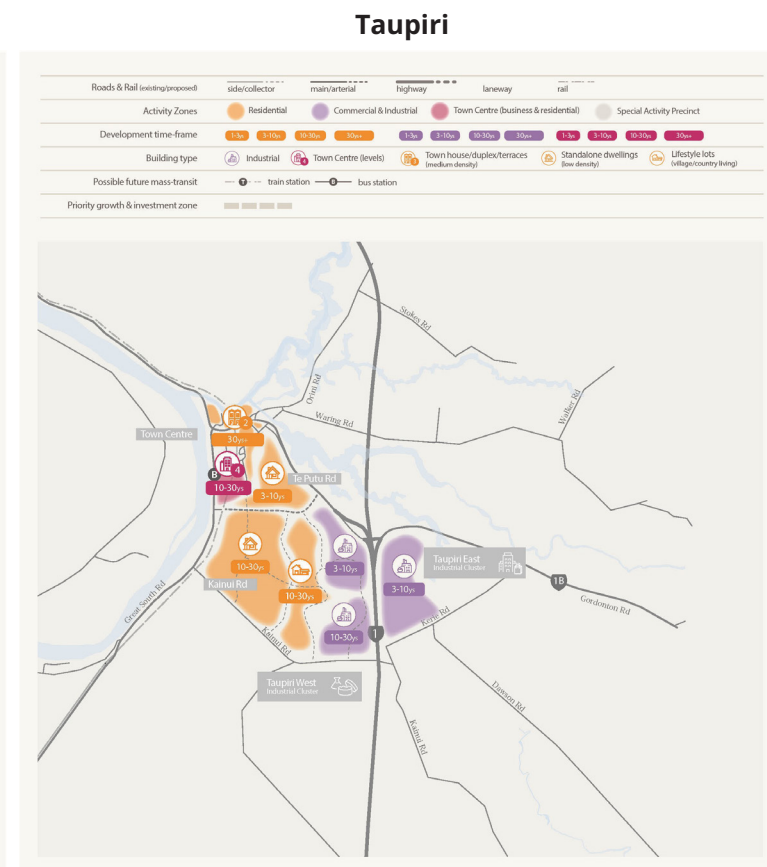 Taupiri
Roads & Rail (existing/proposed)
side/collector
main/arterial
highway
laneway
rail
Activity Zones
Residential
Commercial & Industrial
Town Centre (business & residential)
Special Activity Precinct
Development time-frame
1-3ys
3-10ys
10-30ys
30ys+
1-3ys
3-10ys
10-30ys
30ys+
1-3ys
3-10ys
10-30ys
30ys+
Building type
Industrial
4
Town Centre (levels)
Town house/duplex/terraces
(medium density)
Standalone dwellings
(low density)
Lifestyle lots
(village/country living)
Possible future mass-transit
T
train station
B
bus station
Priority growth & investment zone
Stokes Rd
Orini Rd
Walker Rd
Waring Rd
2
Town Centre
30ys+
4
B
Te Putu Rd
10-30ys
3-10ys
Taupiri East
Industrial Cluster
3-10ys
10-30ys
3-10ys
1B
Kainui Rd
10-30ys
Gordonton Rd
Great South Rd
Kerle Rd
10-30ys
1
Kainui Rd
Taupiri West
Industrial Cluster
Dawson Rd
Kainui Rd